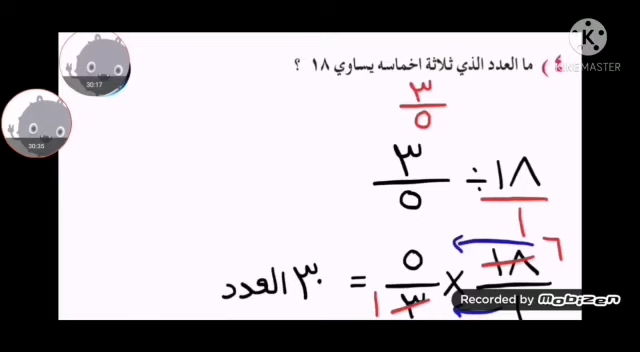 30:17
30:35
KINEMASTER
٤ ) ما العدد الذي ثلاثة اخماسه يساوي ١٨ ؟
٣/٥
١٨/١ ÷ ٣/٥
٦ ١
١٨/١ × ٥/٣ = ٣٠ العدد
Recorded by mobizen